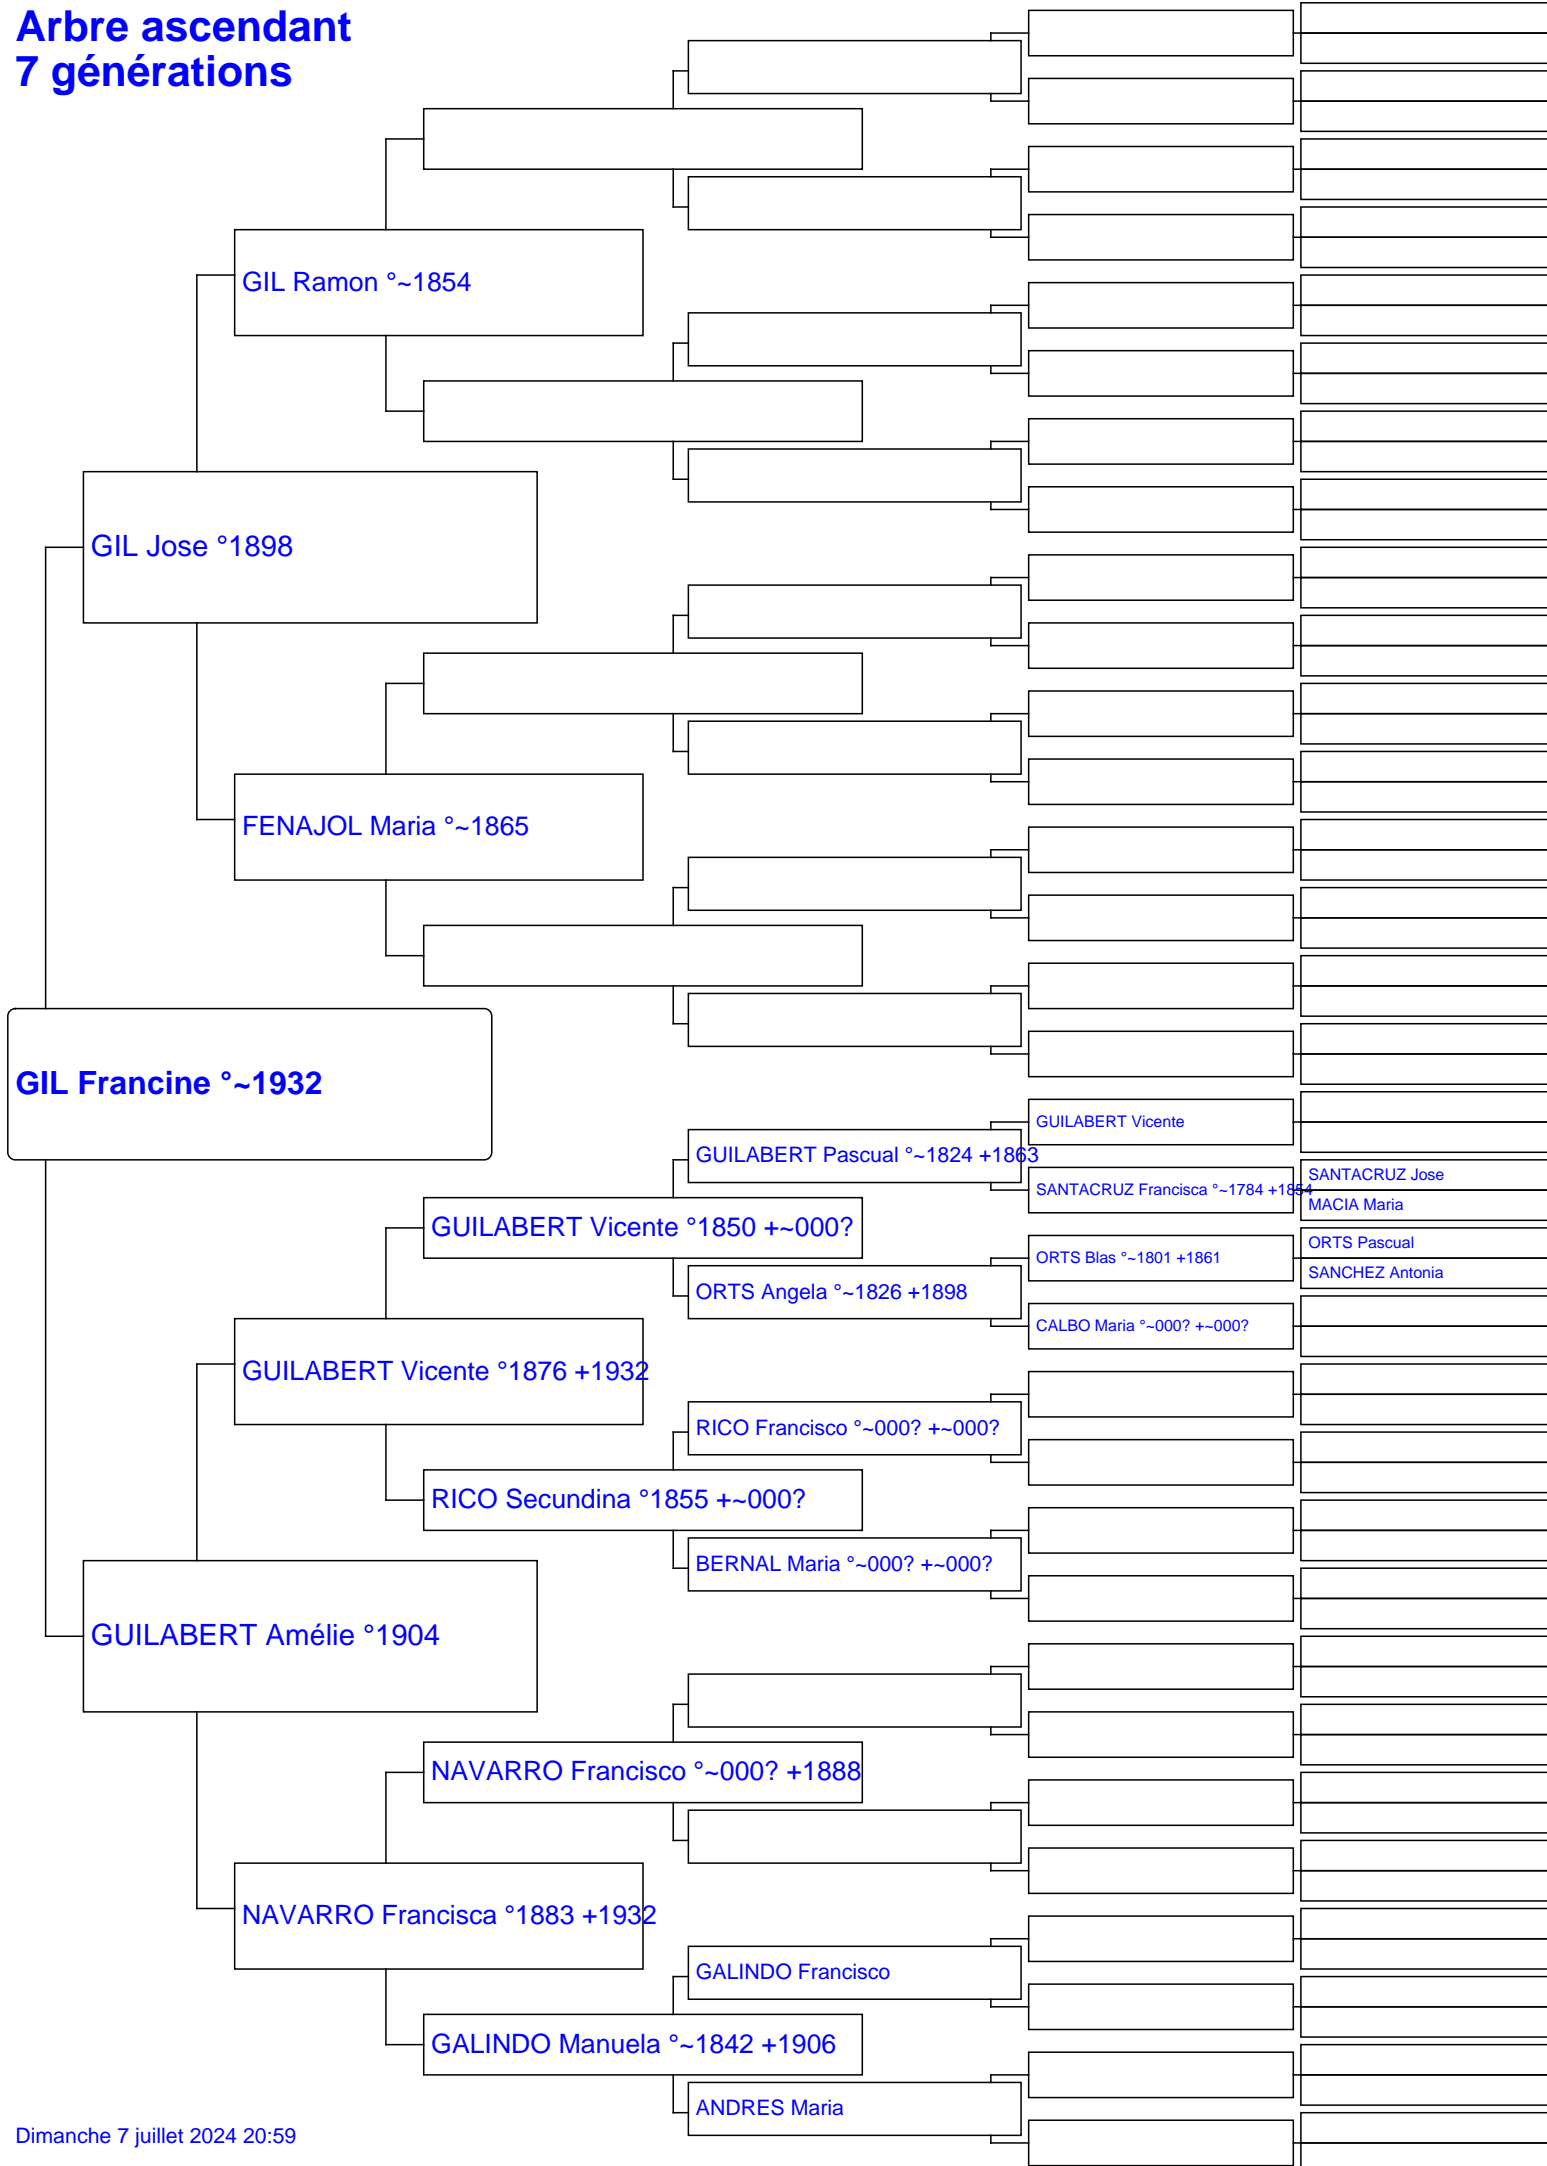 Arbre ascendant
7 générations
GIL Ramon °~1854
GIL Jose °1898
FENAJOL Maria °~1865
GIL Francine °~1932
GUILABERT Vicente
GUILABERT Pascual °~1824 +1863
SANTACRUZ Jose
SANTACRUZ Francisca °~1784 +1854
MACIA Maria
GUILABERT Vicente °1850 +~000?
ORTS Pascual
ORTS Blas °~1801 +1861
SANCHEZ Antonia
ORTS Angela °~1826 +1898
CALBO Maria °~000? +~000?
GUILABERT Vicente °1876 +1932
RICO Francisco °~000? +~000?
RICO Secundina °1855 +~000?
BERNAL Maria °~000? +~000?
GUILABERT Amélie °1904
NAVARRO Francisco °~000? +1888
NAVARRO Francisca °1883 +1932
GALINDO Francisco
GALINDO Manuela °~1842 +1906
ANDRES Maria
Dimanche 7 juillet 2024 20:59